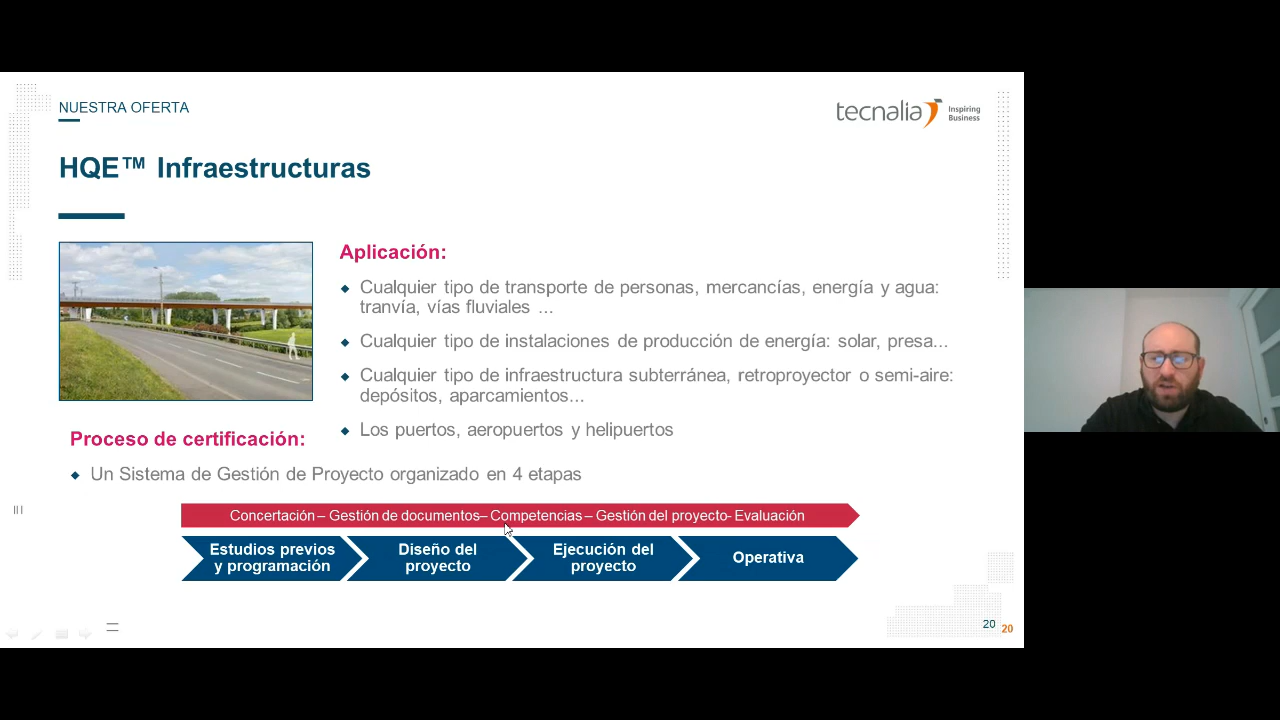 NUESTRA OFERTA
tecnalia Inspiring Business
HQE™ Infraestructuras
Aplicación:
Cualquier tipo de transporte de personas, mercancías, energía y agua:
tranvía, vías fluviales ...
Cualquier tipo de instalaciones de producción de energía: solar, presa...
Cualquier tipo de infraestructura subterránea, retroproyector o semi-aire:
depósitos, aparcamientos...
Los puertos, aeropuertos y helipuertos
Proceso de certificación:
Un Sistema de Gestión de Proyecto organizado en 4 etapas
Concertación – Gestión de documentos– Competencias – Gestión del proyecto- Evaluación
Estudios previos
y programación
Diseño del
proyecto
Ejecución del
proyecto
Operativa
20
20